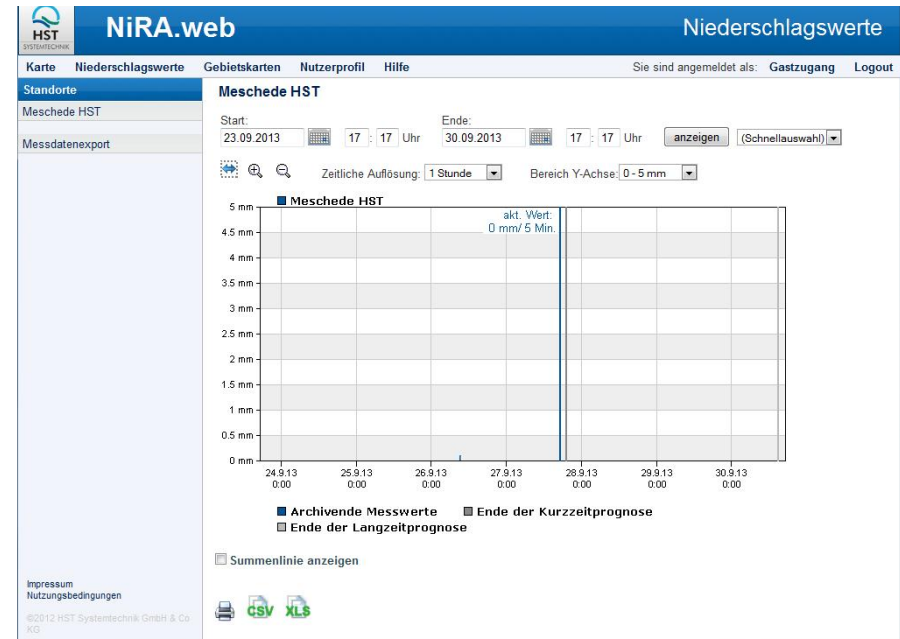 HST
SYSTEMTECHNIK
NiRA.web
Niederschlagswerte
Karte Niederschlagswerte Gebietskarten Nutzerprofil Hilfe Sie sind angemeldet als: Gastzugang Logout
Standorte
Meschede HST
Messdatenexport
Meschede HST
Start: Ende:
23.09.2013 17 : 17 Uhr 30.09.2013 17 : 17 Uhr anzeigen (Schnellauswahl)
Zeitliche Auflösung: 1 Stunde Bereich Y-Achse: 0 - 5 mm
Meschede HST
akt. Wert:
0 mm/ 5 Min.
5 mm
4.5 mm
4 mm
3.5 mm
3 mm
2.5 mm
2 mm
1.5 mm
1 mm
0.5 mm
0 mm
24.9.13 25.9.13 26.9.13 27.9.13 28.9.13 29.9.13 30.9.13
0:00 0:00 0:00 0:00 0:00 0:00 0:00
Archivende Messwerte Ende der Kurzzeitprognose
Ende der Langzeitprognose
Summenlinie anzeigen
CSV XLS
Impressum
Nutzungsbedingungen
©2012 HST Systemtechnik GmbH & Co
KG